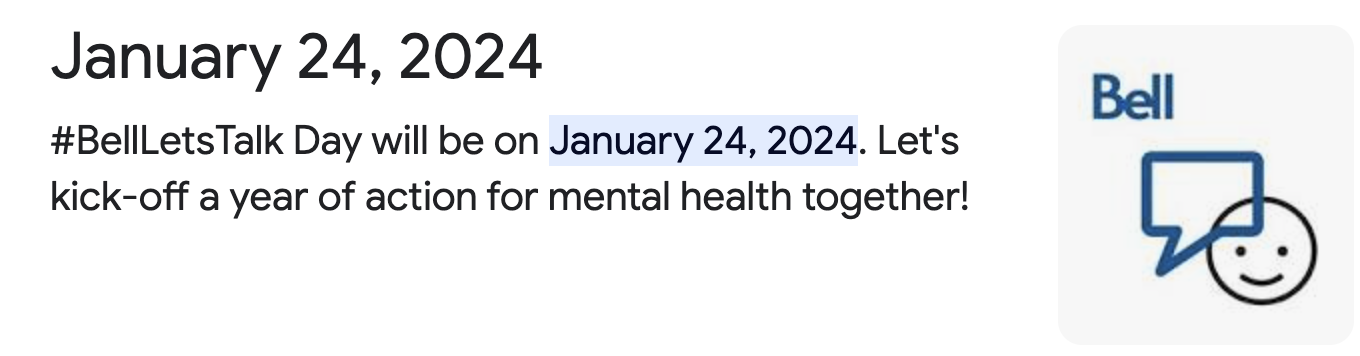 January 24, 2024
#BellLetsTalk Day will be on January 24, 2024. Let's
kick-off a year of action for mental health together!
Bell